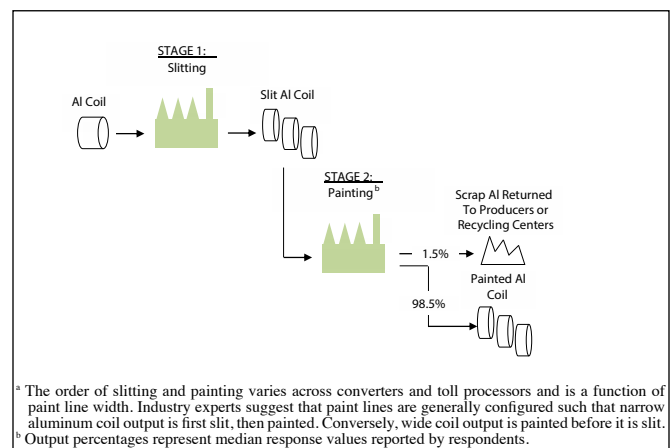 STAGE 1:
Slitting
Al Coil
Slit Al Coil
STAGE 2:
Painting b
Scrap Al Returned
To Producers or
Recycling Centers
1.5%
Painted Al
Coil
98.5%
a The order of slitting and painting varies across converters and toll processors and is a function of
paint line width. Industry experts suggest that paint lines are generally configured such that narrow
aluminum coil output is first slit, then painted. Conversely, wide coil output is painted before it is slit.
b Output percentages represent median response values reported by respondents.